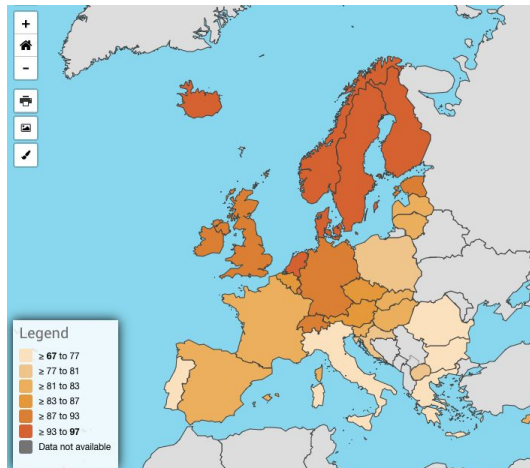 +
−
Legend
≥ 67 to 77
≥ 77 to 81
≥ 81 to 83
≥ 83 to 87
≥ 87 to 93
≥ 93 to 97
Data not available